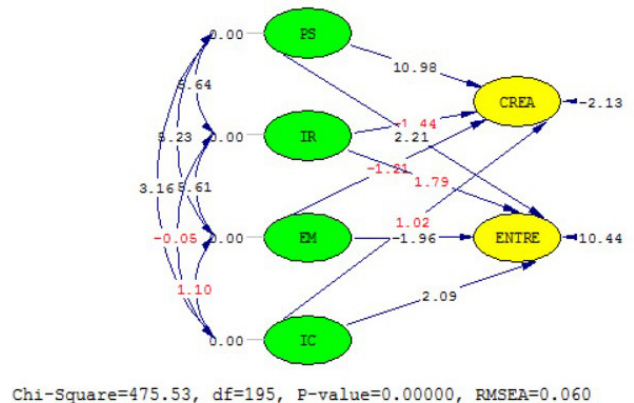 0.00
PS
5.64
10.98
CREA
-2.13
0.00
IR
-1.44
2.21
5.23
-1.21
1.79
3.16
5.61
1.02
-0.05
0.00
EM
-1.96
ENTRE
10.44
1.10
2.09
0.00
IC
Chi-Square=475.53, df=195, P-value=0.00000, RMSEA=0.060